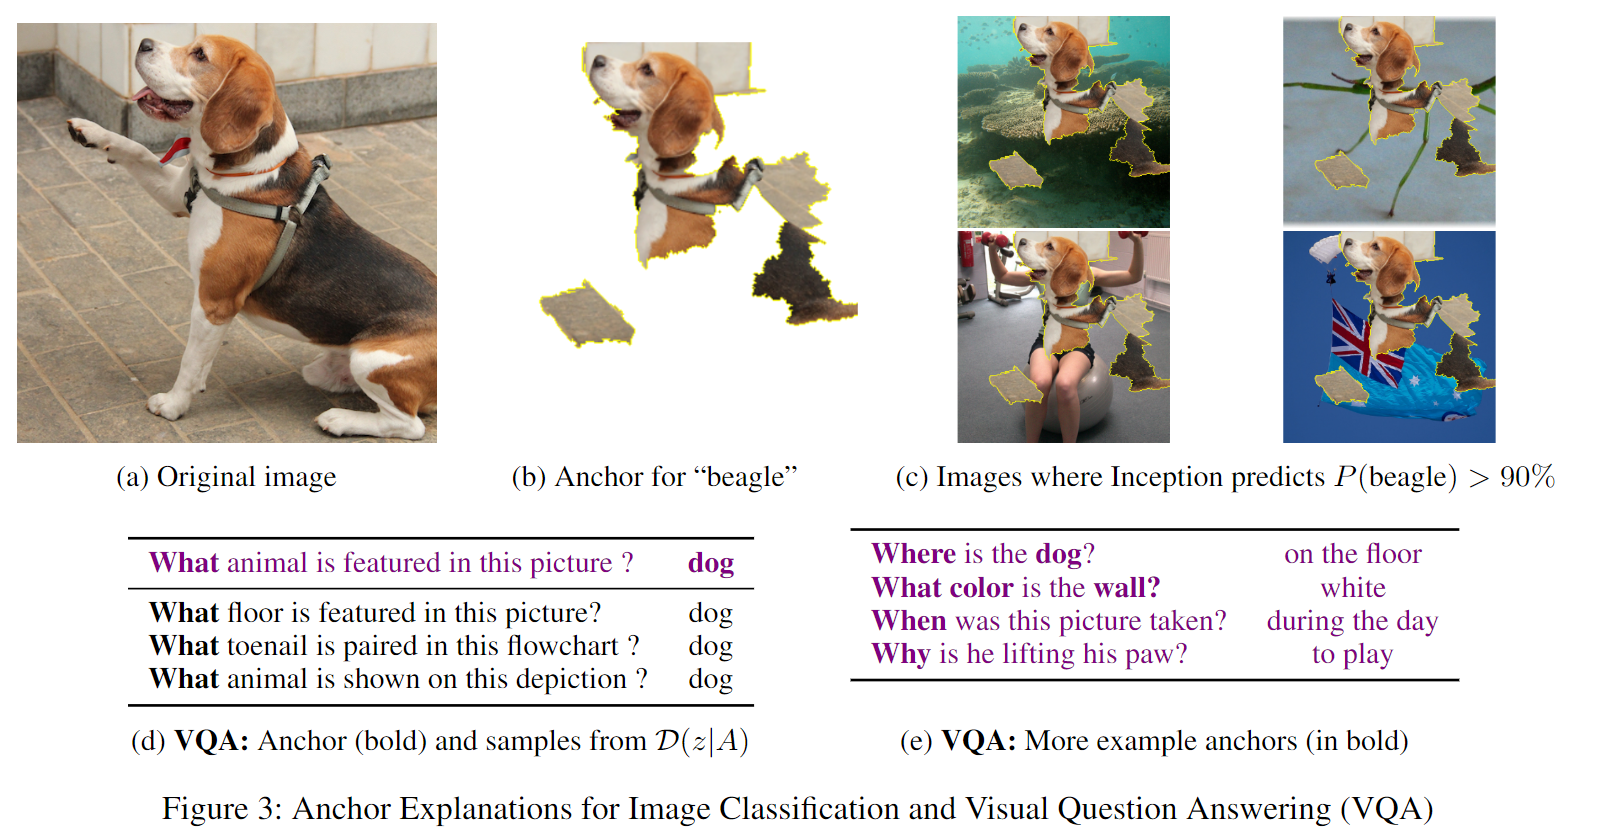 (a) Original image
(b) Anchor for “beagle”
(c) Images where Inception predicts P(beagle) > 90%
What animal is featured in this picture ? dog
What floor is featured in this picture? dog
What toenail is paired in this flowchart ? dog
What animal is shown on this depiction ? dog
(d) VQA: Anchor (bold) and samples from 𝒟(z|A)
Where is the dog? on the floor
What color is the wall? white
When was this picture taken? during the day
Why is he lifting his paw? to play
(e) VQA: More example anchors (in bold)
Figure 3: Anchor Explanations for Image Classification and Visual Question Answering (VQA)